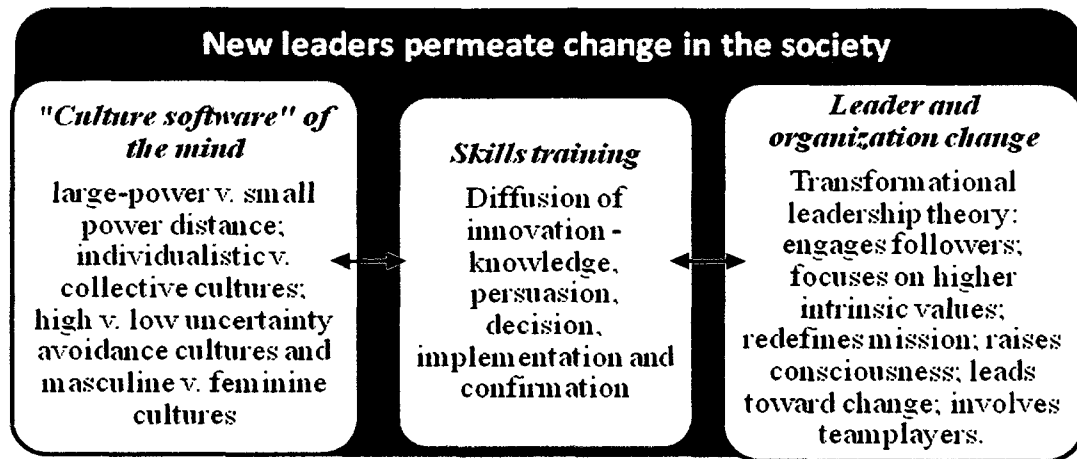 New leaders permeate change in the society
"Culture software" of
the mind
large-power v. small
power distance;
individualistic v.
collective cultures;
high v. low uncertainty
avoidance cultures and
masculine v. feminine
cultures
Skills training
Diffusion of
innovation -
knowledge,
persuasion,
decision,
implementation and
confirmation
Leader and
organization change
Transformational
leadership theory:
engages followers;
focuses on higher
intrinsic values;
redefines mission; raises
consciousness; leads
toward change; involves
teamplayers.